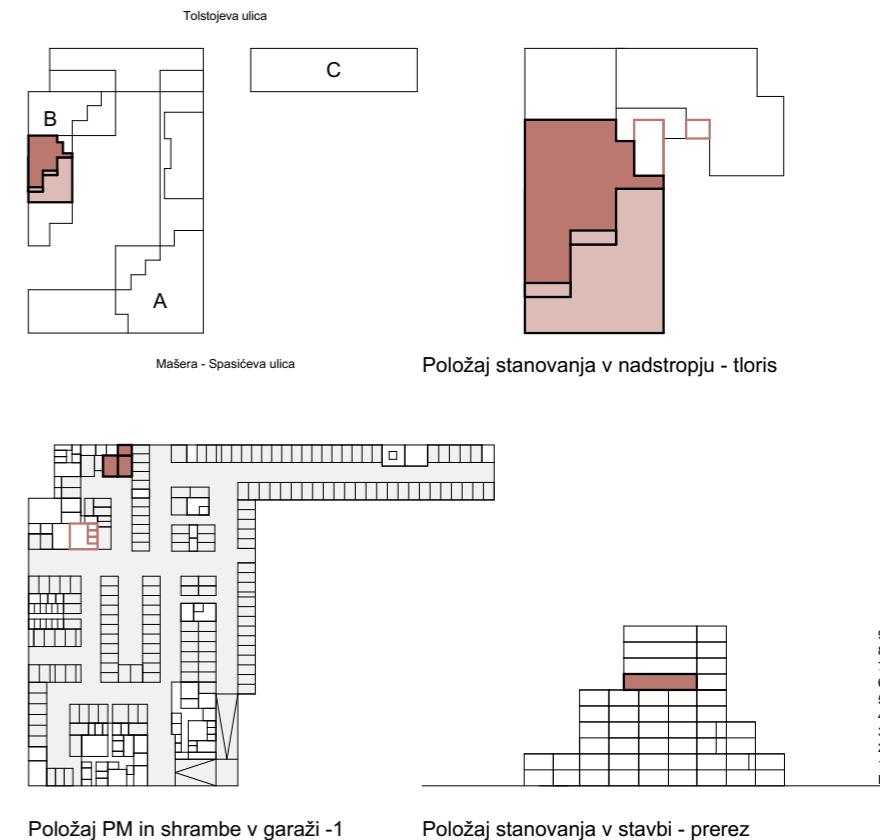 Tolstojeva ulica
C
B
A
Mašera - Spasićeva ulica
Položaj stanovanja v nadstropju - tloris
Položaj PM in shrambe v garaži -1
Položaj stanovanja v stavbi - prerez